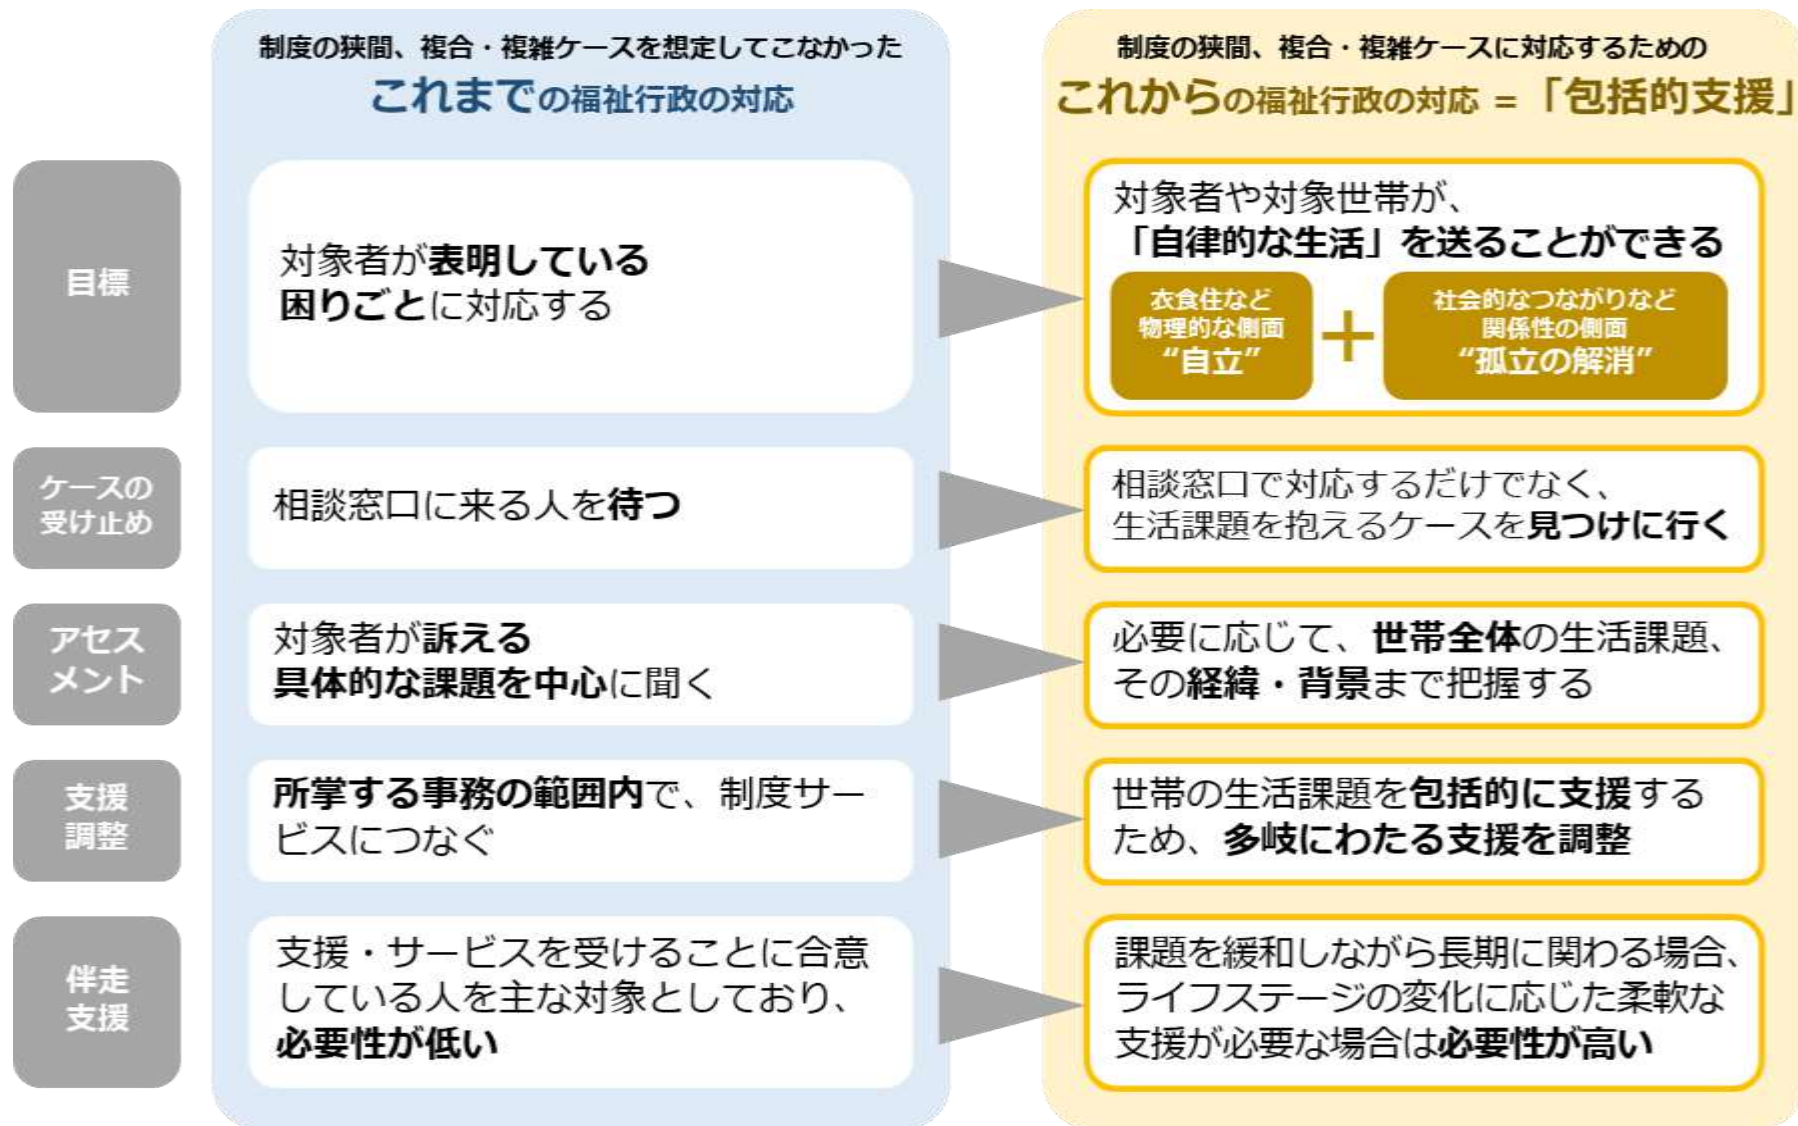 制度の狭間、複合・複雑ケースを想定してこなかった
これまでの福祉行政の対応
制度の狭間、複合・複雑ケースに対応するための
これからの福祉行政の対応 = 「包括的支援」
目標
対象者が表明している
困りごとに対応する
対象者や対象世帯が、
「自律的な生活」を送ることができる
衣食住など
物理的な側面
“自立”
+
社会的なつながりなど
関係性の側面
“孤立の解消”
ケースの
受け止め
相談窓口に来る人を待つ
相談窓口で対応するだけでなく、
生活課題を抱えるケースを見つけに行く
アセス
メント
対象者が訴える
具体的な課題を中心に聞く
必要に応じて、世帯全体の生活課題、
その経緯・背景まで把握する
支援
調整
所掌する事務の範囲内で、制度サー
ビスにつなぐ
世帯の生活課題を包括的に支援する
ため、多岐にわたる支援を調整
伴走
支援
支援・サービスを受けることに合意
している人を主な対象としており、
必要性が低い
課題を緩和しながら長期に関わる場合、
ライフステージの変化に応じた柔軟な
支援が必要な場合は必要性が高い